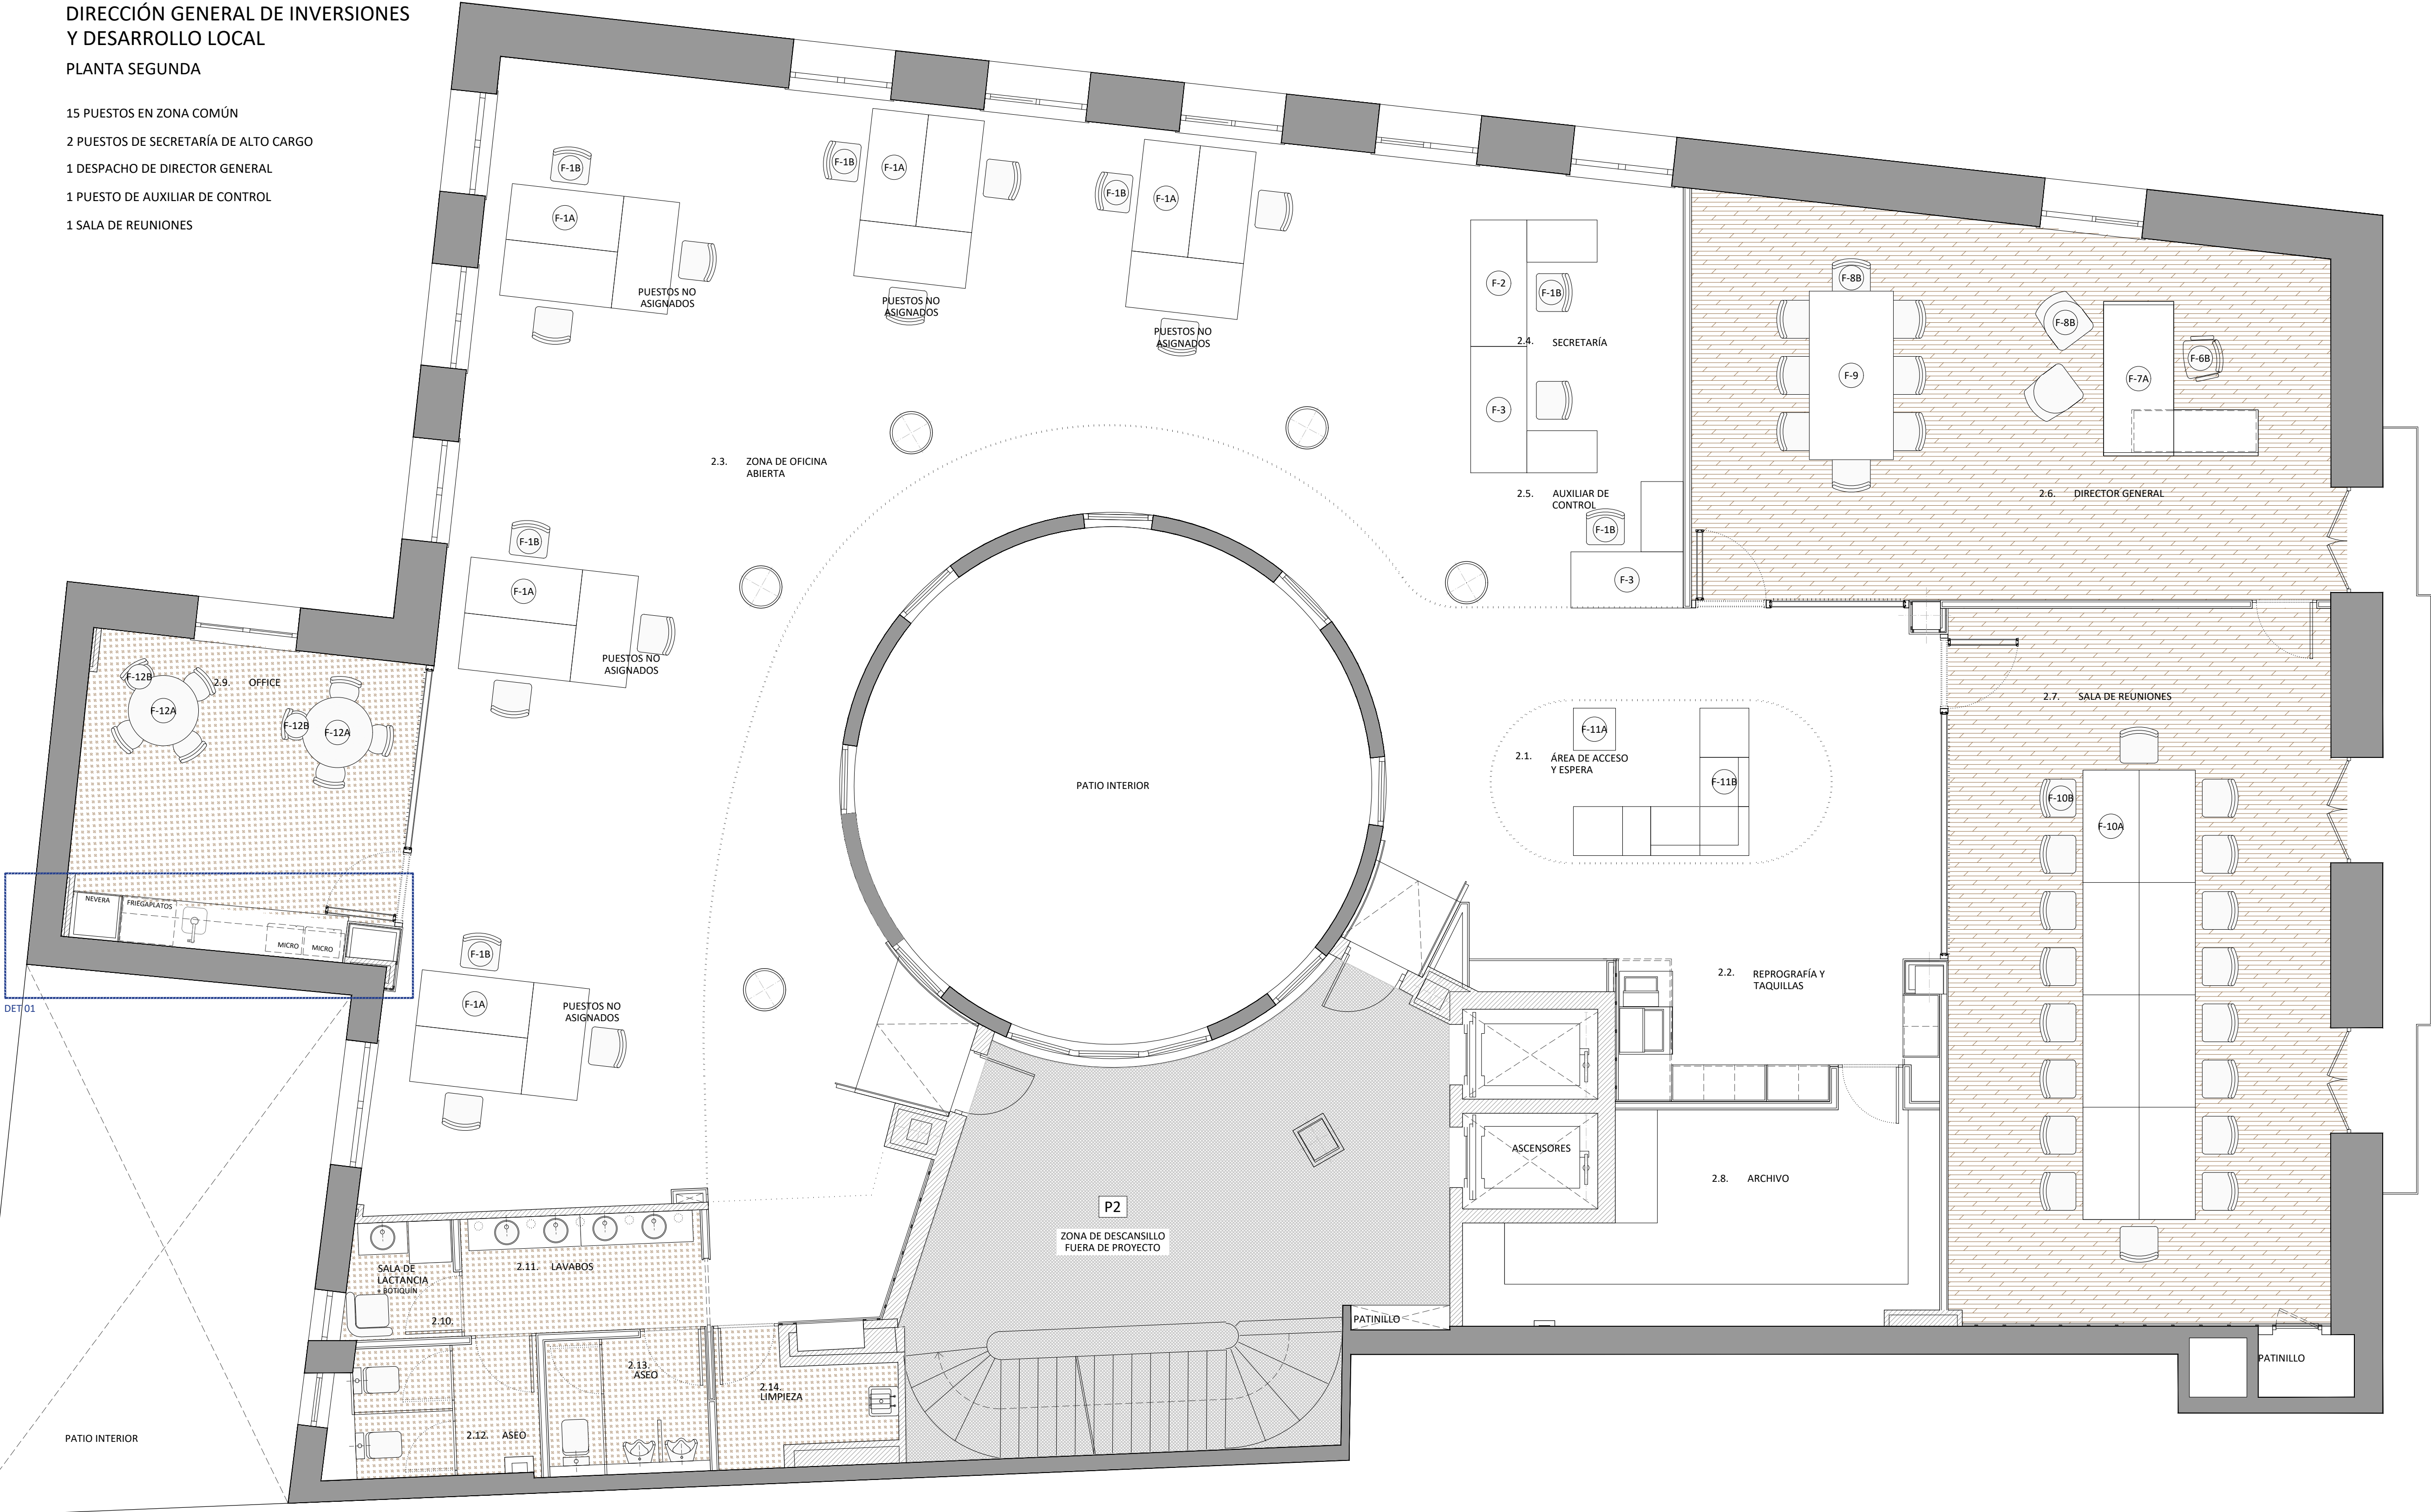 DIRECCIÓN GENERAL DE INVERSIONES
Y DESARROLLO LOCAL
PLANTA SEGUNDA
15 PUESTOS EN ZONA COMÚN
2 PUESTOS DE SECRETARÍA DE ALTO CARGO
1 DESPACHO DE DIRECTOR GENERAL
1 PUESTO DE AUXILIAR DE CONTROL
1 SALA DE REUNIONES
F-1B
F-1A
PUESTOS NO
ASIGNADOS
F-1B
F-1A
PUESTOS NO
ASIGNADOS
F-1B
F-1A
PUESTOS NO
ASIGNADOS
F-2
F-1B
2.4. SECRETARÍA
F-3
2.5. AUXILIAR DE
CONTROL
F-1B
F-3
F-8B
F-9
F-8B
F-7A
F-6B
2.6. DIRECTOR GENERAL
2.3. ZONA DE OFICINA
ABIERTA
F-1B
F-1A
PUESTOS NO
ASIGNADOS
F-12B
2.9. OFFICE
F-12A
F-12B
F-12A
NEVERA
FRIEGAPLATOS
MICRO
MICRO
DET 01
PATIO INTERIOR
F-11A
2.1. ÁREA DE ACCESO
Y ESPERA
F-11B
2.7. SALA DE REUNIONES
F-10B
F-10A
F-1B
F-1A
PUESTOS NO
ASIGNADOS
2.2. REPROGRAFÍA Y
TAQUILLAS
ASCENSORES
2.8. ARCHIVO
P2
ZONA DE DESCANSILLO
FUERA DE PROYECTO
SALA DE
LACTANCIA
+ BOTIQUÍN
2.10.
2.11. LAVABOS
2.12. ASEO
2.13.
ASEO
2.14.
LIMPIEZA
PATINILLO
PATINILLO
PATIO INTERIOR